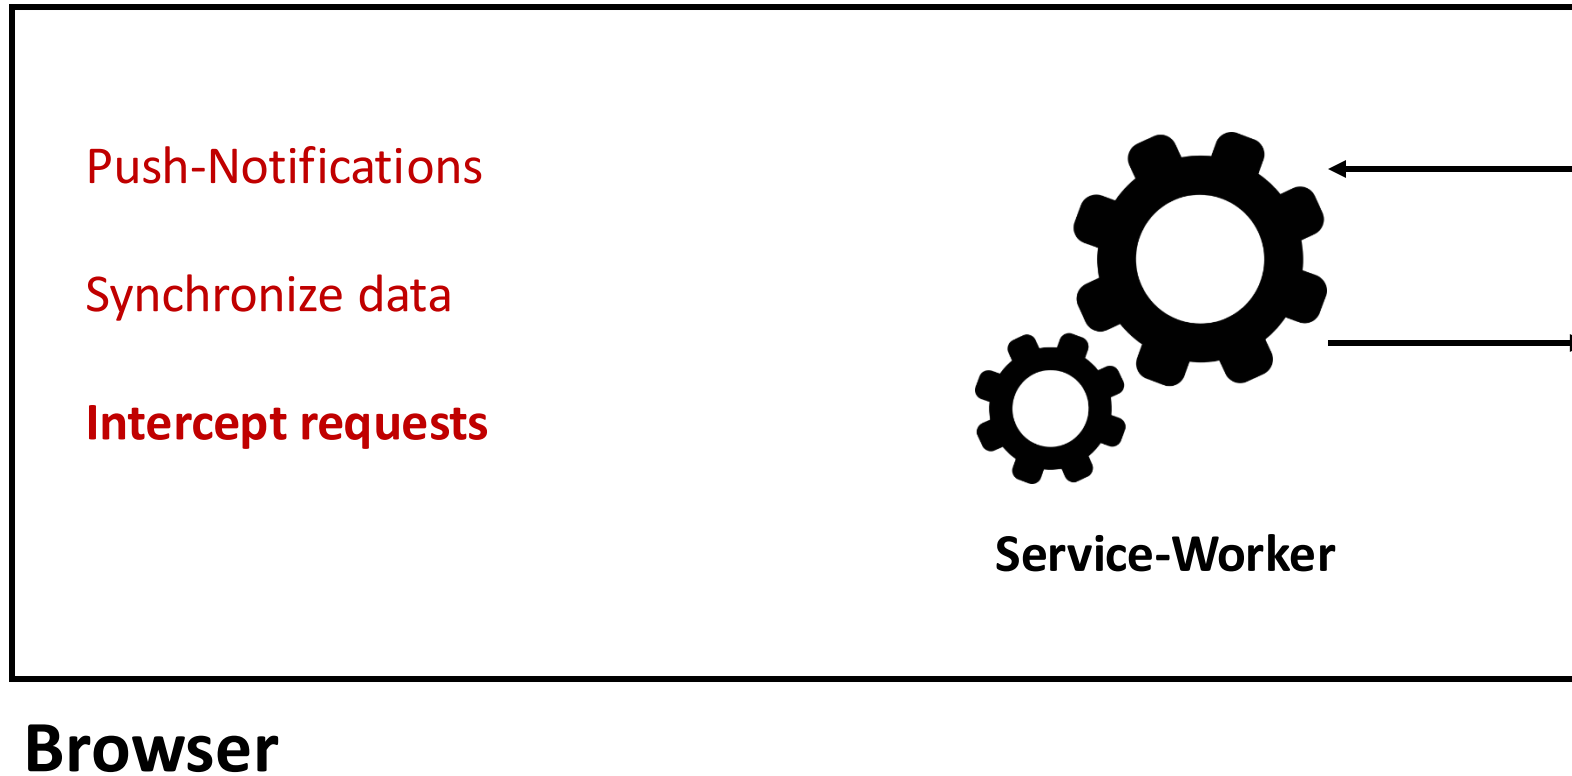 Push-Notifications
Synchronize data
Intercept requests
Service-Worker
Browser